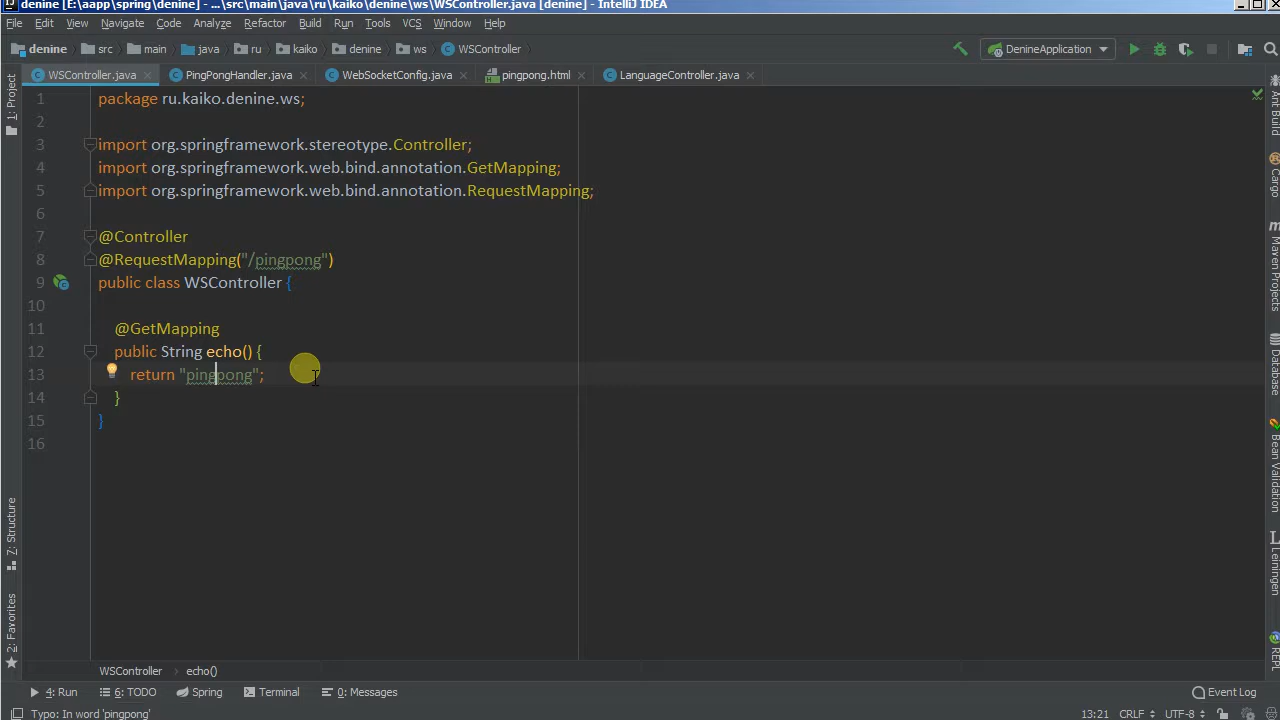 denine [E:\aapp\spring\denine] - ...\src\main\java\ru\kaiko\denine\ws\WSController.java [denine] - IntelliJ IDEA
File Edit View Navigate Code Analyze Refactor Build Run Tools VCS Window Help
denine src main java ru kaiko denine ws WSController DenineApplication
WSController.java PingPongHandler.java WebSocketConfig.java pingpong.html LanguageController.java
1: Project
1 package ru.kaiko.denine.ws;
2
3 import org.springframework.stereotype.Controller;
4 import org.springframework.web.bind.annotation.GetMapping;
5 import org.springframework.web.bind.annotation.RequestMapping;
6
7 @Controller
8 @RequestMapping("/pingpong")
9 public class WSController {
10
11 @GetMapping
12 public String echo() {
13 return "pingpong";
14 }
15 }
16
Z: Structure
2: Favorites
Ant Build
Cargo
Maven Projects
Database
Bean Validation
Leiningen
REPL
WSController echo()
4: Run 6: TODO Spring Terminal 0: Messages Event Log
Typo: In word 'pingpong' 13:21 CRLF UTF-8